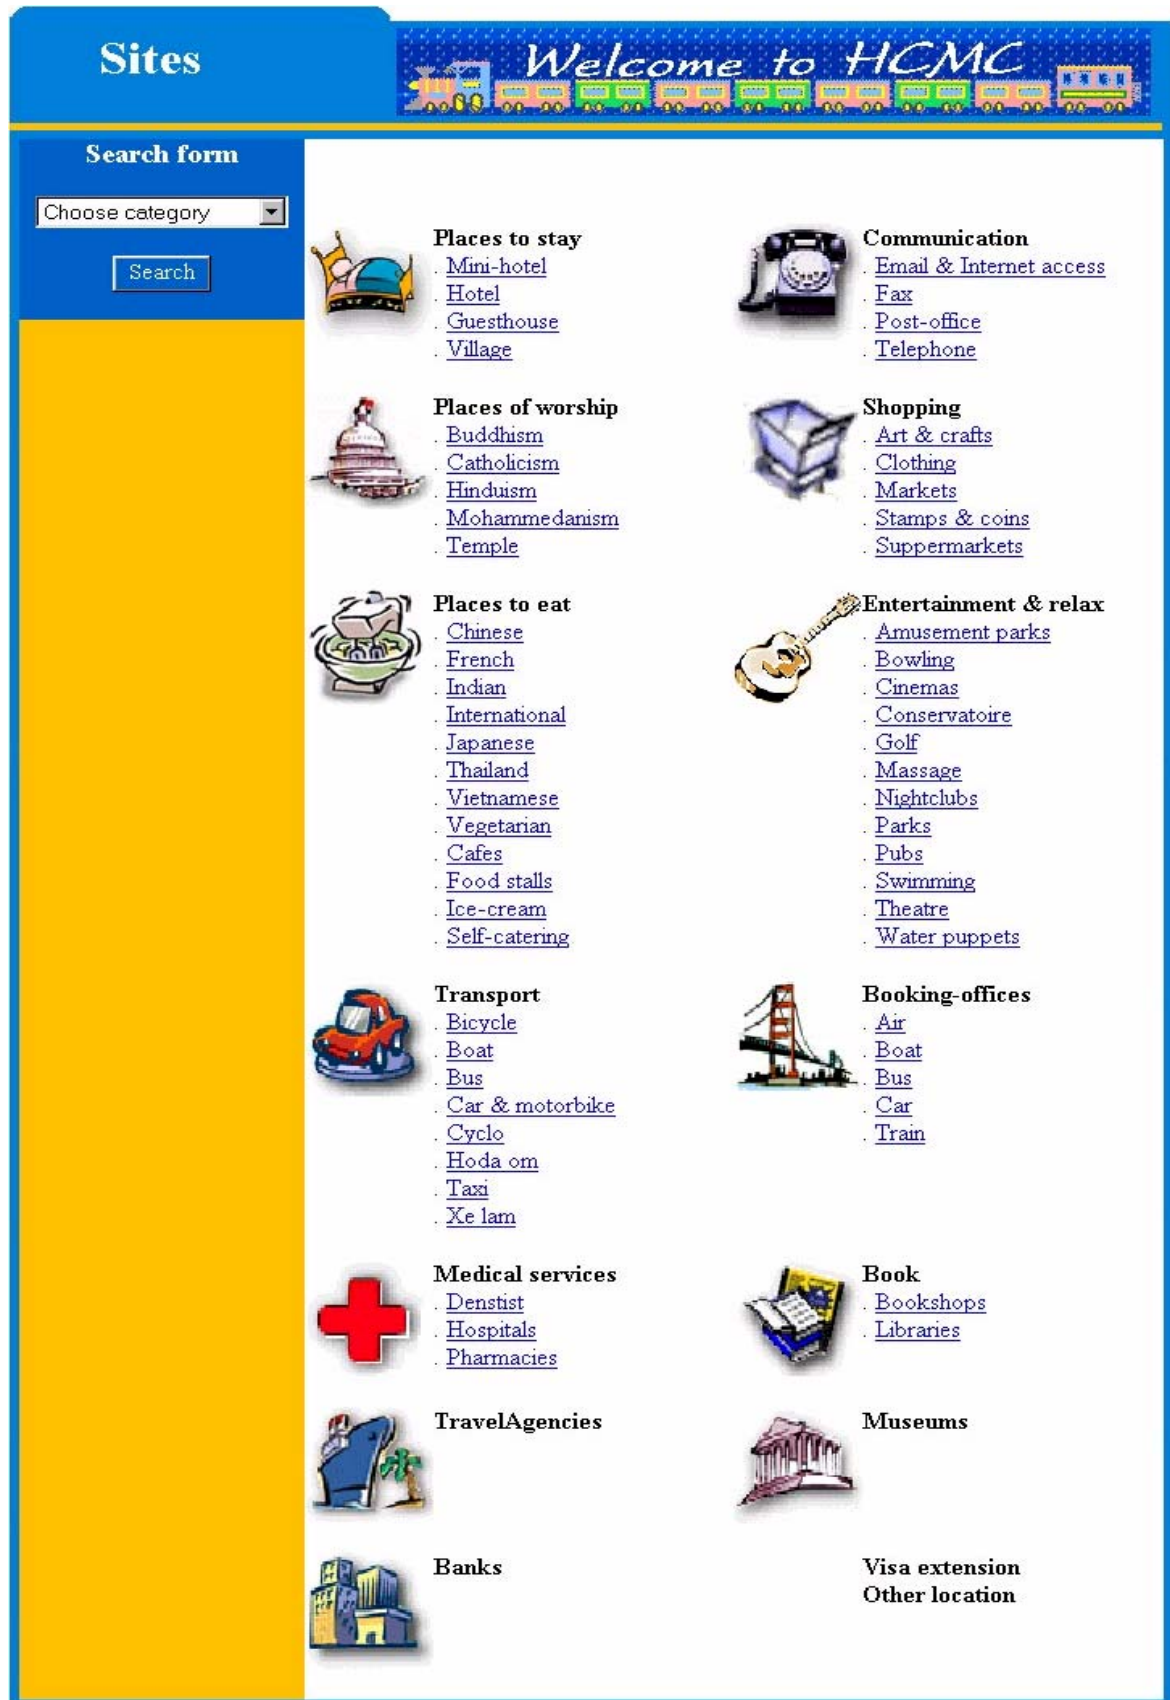 Sites
Welcome to HCMC
Search form
Choose category
Search
Places to stay
. Mini-hotel
. Hotel
. Guesthouse
. Village
Communication
. Email & Internet access
. Fax
. Post-office
. Telephone
Places of worship
. Buddhism
. Catholicism
. Hinduism
. Mohammedanism
. Temple
Shopping
. Art & crafts
. Clothing
. Markets
. Stamps & coins
. Suppermarkets
Places to eat
. Chinese
. French
. Indian
. International
. Japanese
. Thailand
. Vietnamese
. Vegetarian
. Cafes
. Food stalls
. Ice-cream
. Self-catering
Entertainment & relax
. Amusement parks
. Bowling
. Cinemas
. Conservatoire
. Golf
. Massage
. Nightclubs
. Parks
. Pubs
. Swimming
. Theatre
. Water puppets
Transport
. Bicycle
. Boat
. Bus
. Car & motorbike
. Cyclo
. Hoda om
. Taxi
. Xe lam
Booking-offices
. Air
. Boat
. Bus
. Car
. Train
Medical services
. Denstist
. Hospitals
. Pharmacies
Book
. Bookshops
. Libraries
TravelAgencies
Museums
Banks
Visa extension
Other location